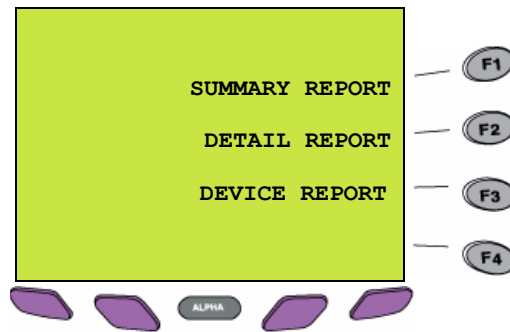 SUMMARY REPORT
F1
DETAIL REPORT
F2
DEVICE REPORT
F3
F4
ALPHA